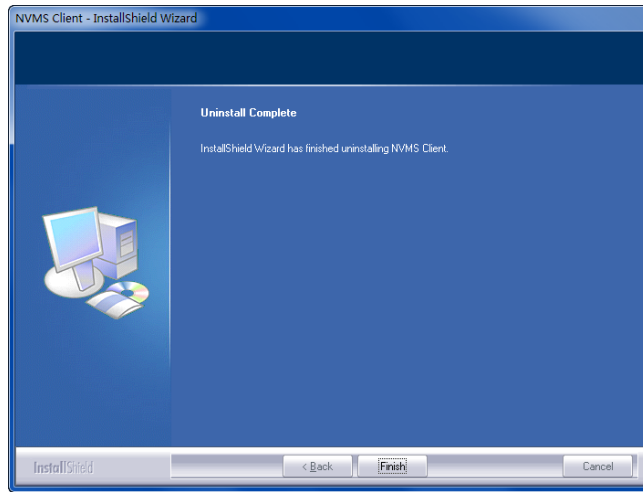 NVMS Client - InstallShield Wizard
Uninstall Complete
InstallShield Wizard has finished uninstalling NVMS Client.
InstallShield
< Back
Finish
Cancel